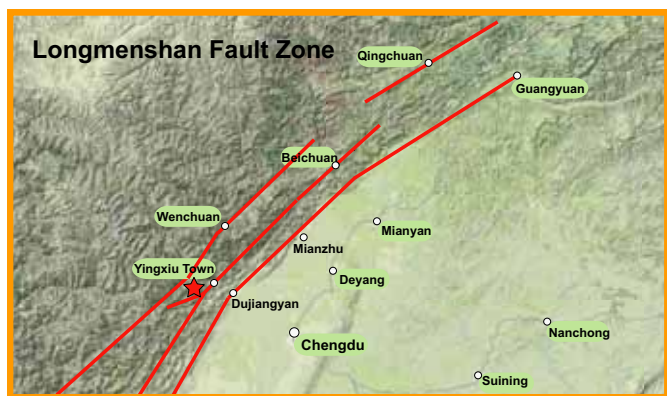 Longmenshan Fault Zone
Qingchuan
Guangyuan
Beichuan
Wenchuan
Mianyan
Mianzhu
Yingxiu Town
Deyang
Dujiangyan
Nanchong
Chengdu
Suining